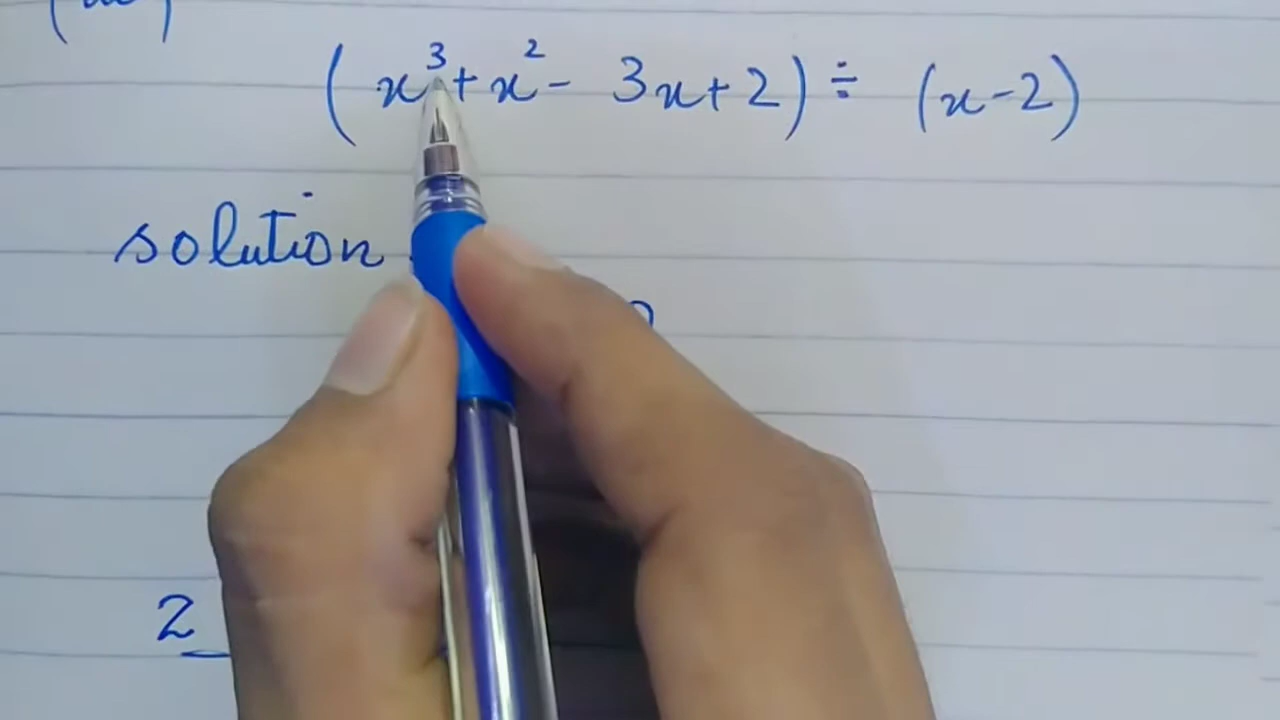 (x³+x²- 3x+2) ÷ (x-2)
solution
2